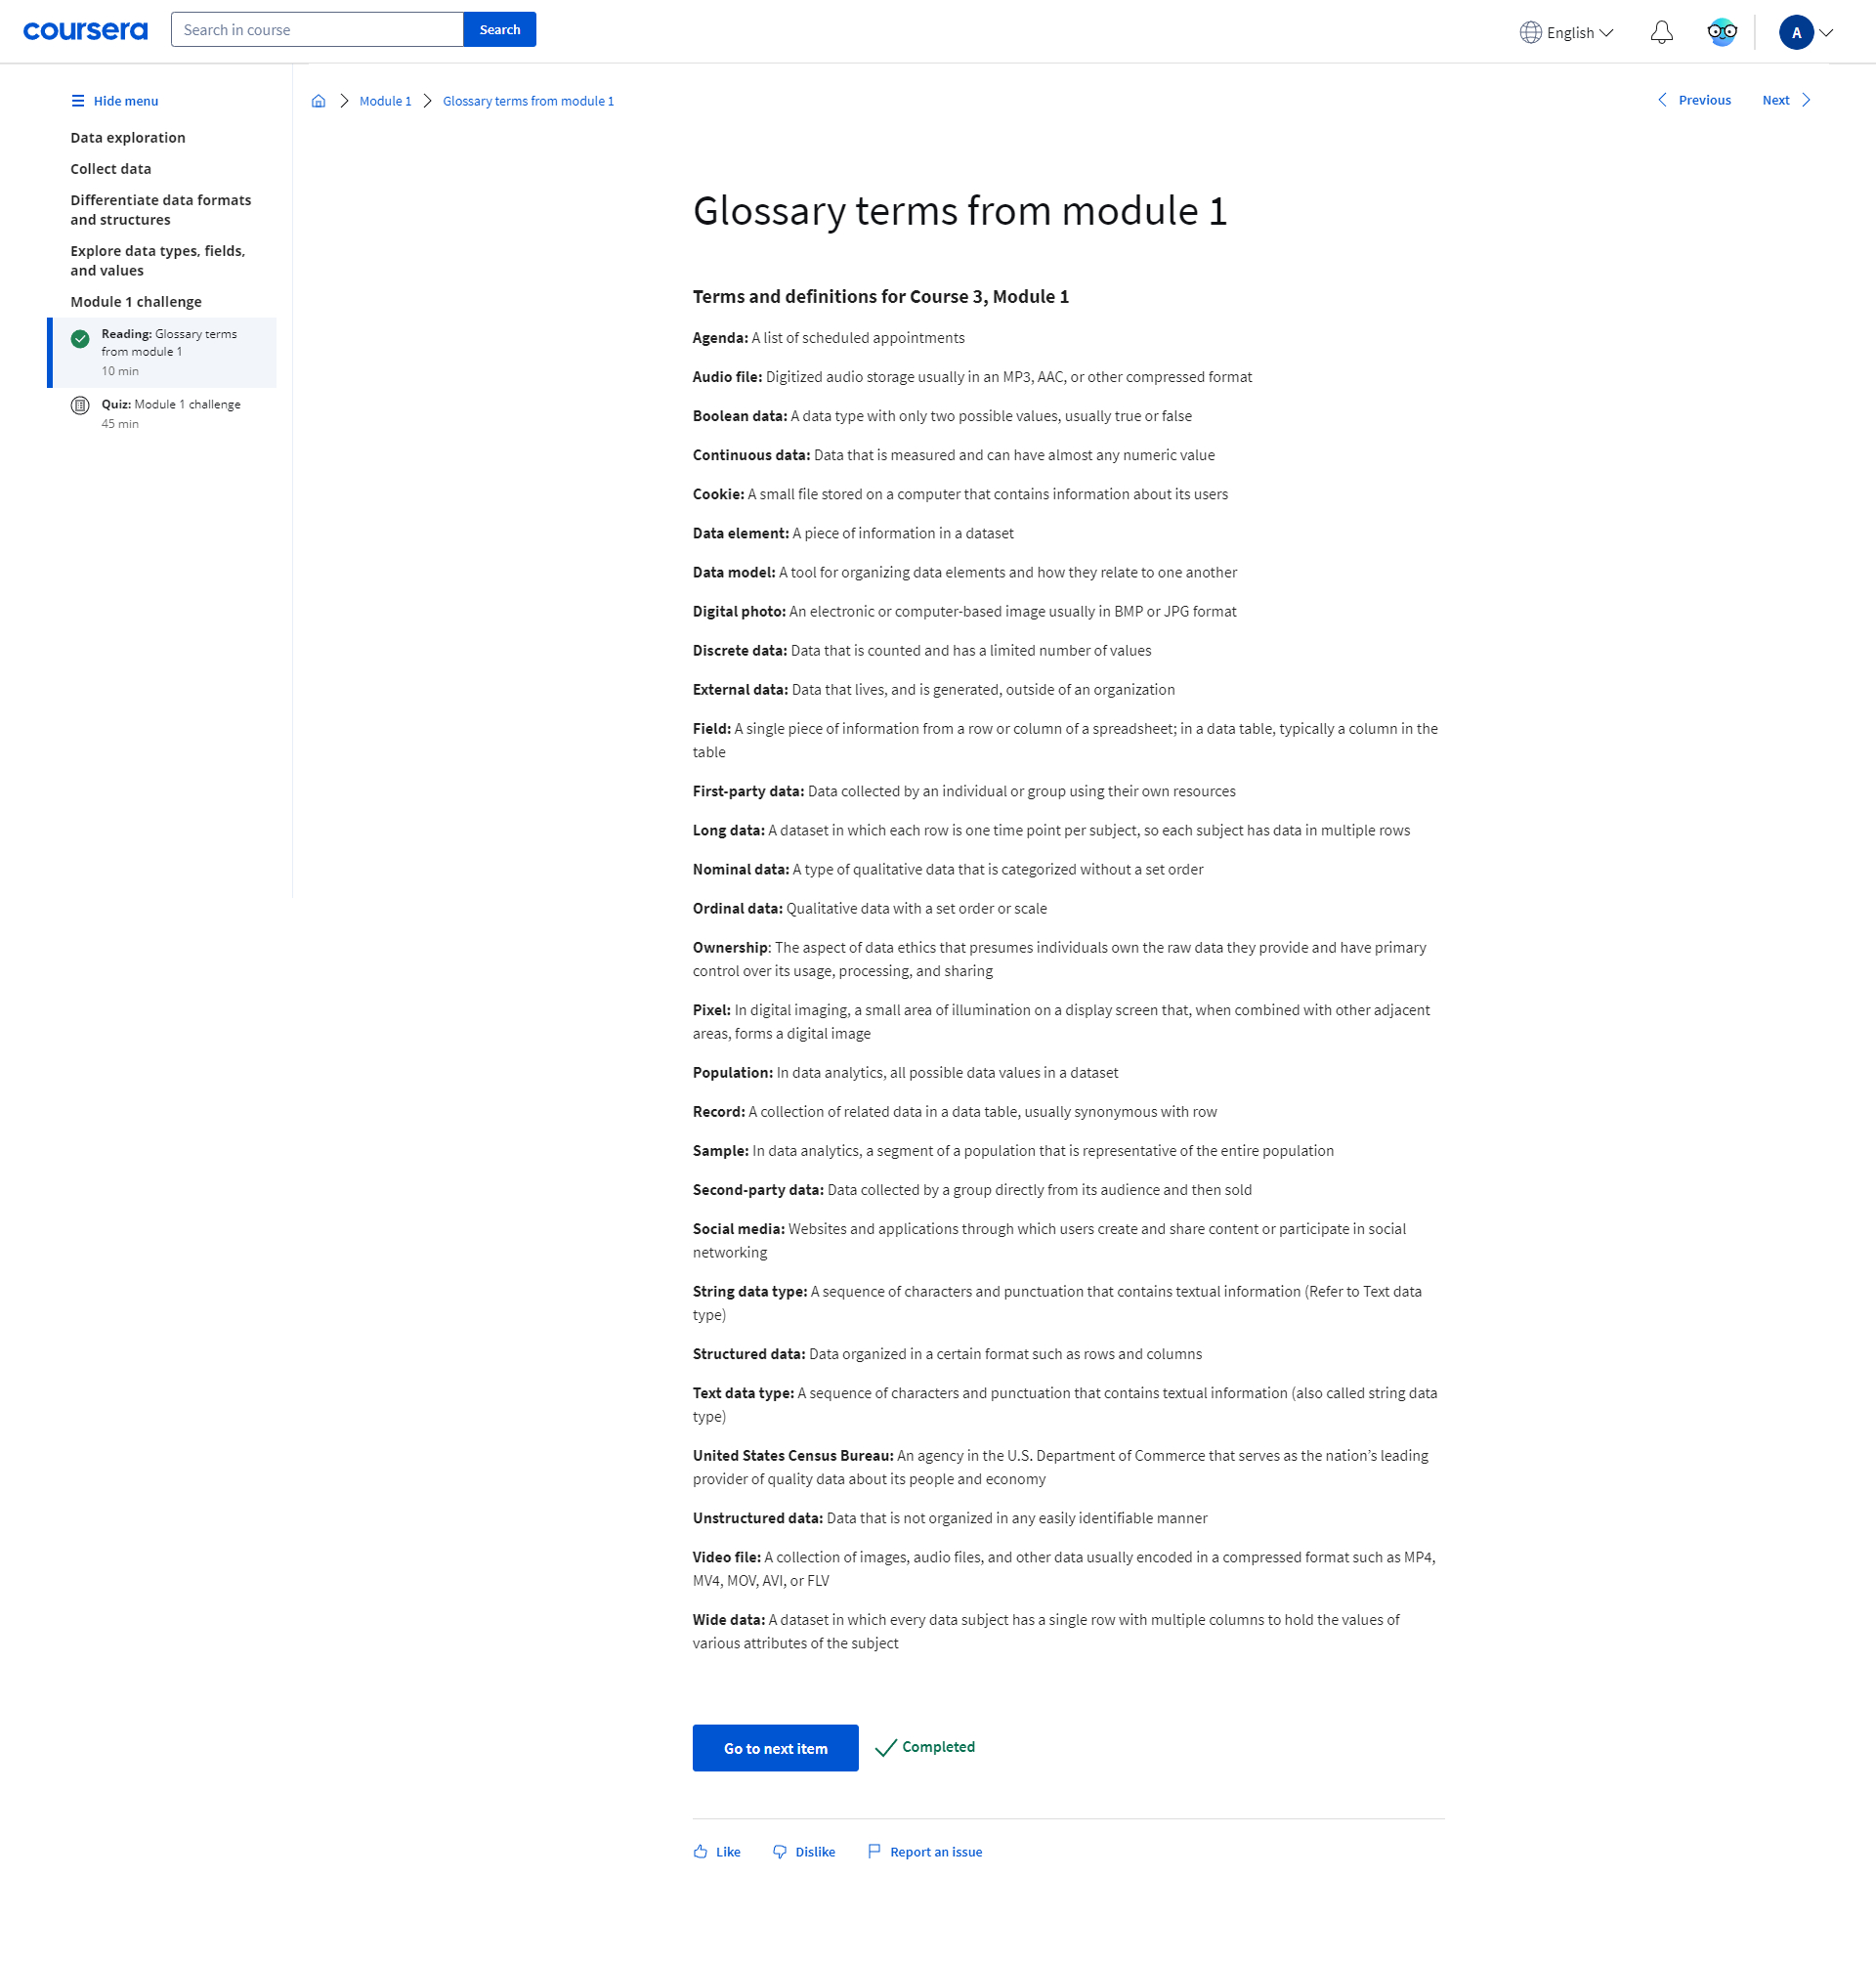 coursera
Search in course
Search
English
A
Hide menu
Data exploration
Collect data
Differentiate data formats
and structures
Explore data types, fields,
and values
Module 1 challenge
Reading: Glossary terms
from module 1
10 min
Quiz: Module 1 challenge
45 min
Module 1
Glossary terms from module 1
Previous
Next
Glossary terms from module 1
Terms and definitions for Course 3, Module 1
Agenda: A list of scheduled appointments
Audio file: Digitized audio storage usually in an MP3, AAC, or other compressed format
Boolean data: A data type with only two possible values, usually true or false
Continuous data: Data that is measured and can have almost any numeric value
Cookie: A small file stored on a computer that contains information about its users
Data element: A piece of information in a dataset
Data model: A tool for organizing data elements and how they relate to one another
Digital photo: An electronic or computer-based image usually in BMP or JPG format
Discrete data: Data that is counted and has a limited number of values
External data: Data that lives, and is generated, outside of an organization
Field: A single piece of information from a row or column of a spreadsheet; in a data table, typically a column in the
table
First-party data: Data collected by an individual or group using their own resources
Long data: A dataset in which each row is one time point per subject, so each subject has data in multiple rows
Nominal data: A type of qualitative data that is categorized without a set order
Ordinal data: Qualitative data with a set order or scale
Ownership: The aspect of data ethics that presumes individuals own the raw data they provide and have primary
control over its usage, processing, and sharing
Pixel: In digital imaging, a small area of illumination on a display screen that, when combined with other adjacent
areas, forms a digital image
Population: In data analytics, all possible data values in a dataset
Record: A collection of related data in a data table, usually synonymous with row
Sample: In data analytics, a segment of a population that is representative of the entire population
Second-party data: Data collected by a group directly from its audience and then sold
Social media: Websites and applications through which users create and share content or participate in social
networking
String data type: A sequence of characters and punctuation that contains textual information (Refer to Text data
type)
Structured data: Data organized in a certain format such as rows and columns
Text data type: A sequence of characters and punctuation that contains textual information (also called string data
type)
United States Census Bureau: An agency in the U.S. Department of Commerce that serves as the nation’s leading
provider of quality data about its people and economy
Unstructured data: Data that is not organized in any easily identifiable manner
Video file: A collection of images, audio files, and other data usually encoded in a compressed format such as MP4,
MV4, MOV, AVI, or FLV
Wide data: A dataset in which every data subject has a single row with multiple columns to hold the values of
various attributes of the subject
Go to next item
Completed
Like
Dislike
Report an issue